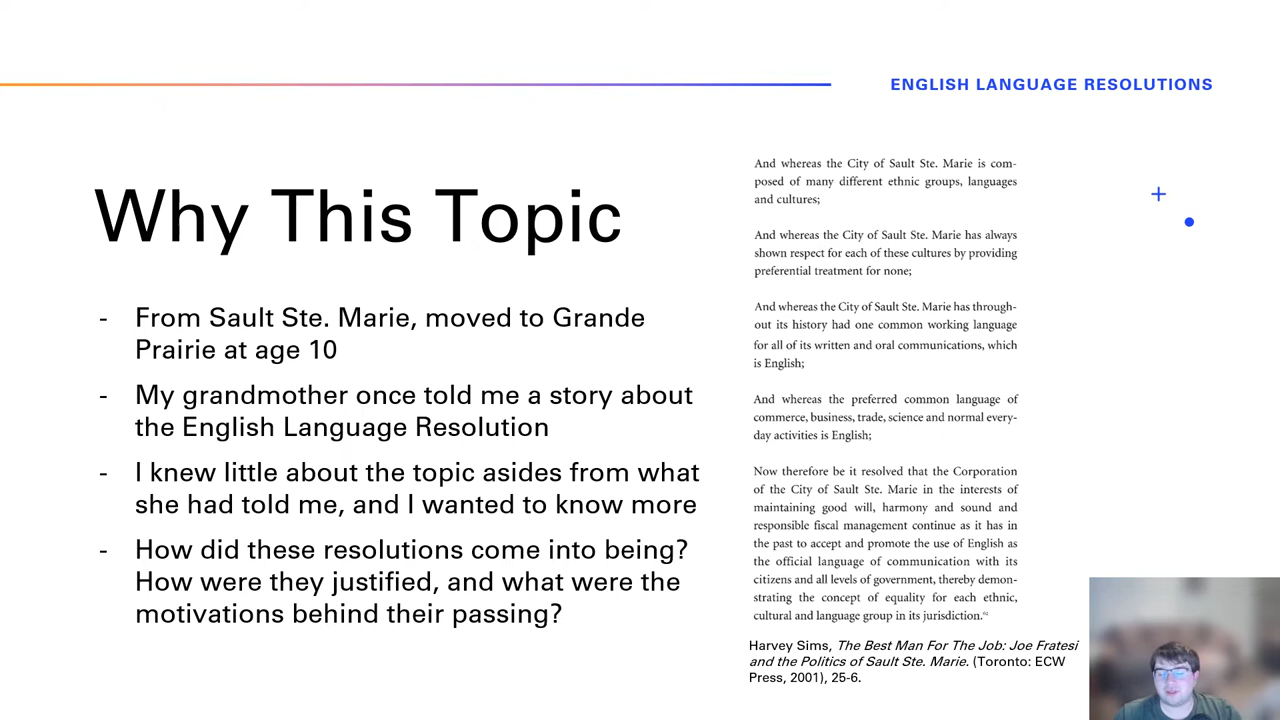 ENGLISH LANGUAGE RESOLUTIONS
Why This Topic
- From Sault Ste. Marie, moved to Grande
Prairie at age 10
- My grandmother once told me a story about
the English Language Resolution
- I knew little about the topic asides from what
she had told me, and I wanted to know more
- How did these resolutions come into being?
How were they justified, and what were the
motivations behind their passing?
And whereas the City of Sault Ste. Marie is com-
posed of many different ethnic groups, languages
and cultures;
And whereas the City of Sault Ste. Marie has always
shown respect for each of these cultures by providing
preferential treatment for none;
And whereas the City of Sault Ste. Marie has through-
out its history had one common working language
for all of its written and oral communications, which
is English;
And whereas the preferred common language of
commerce, business, trade, science and normal every-
day activities is English;
Now therefore be it resolved that the Corporation
of the City of Sault Ste. Marie in the interests of
maintaining good will, harmony and sound and
responsible fiscal management continue as it has in
the past to accept and promote the use of English as
the official language of communication with its
citizens and all levels of government, thereby demon-
strating the concept of equality for each ethnic,
cultural and language group in its jurisdiction.
Harvey Sims, The Best Man For The Job: Joe Fratesi
and the Politics of Sault Ste. Marie. (Toronto: ECW
Press, 2001), 25-6.